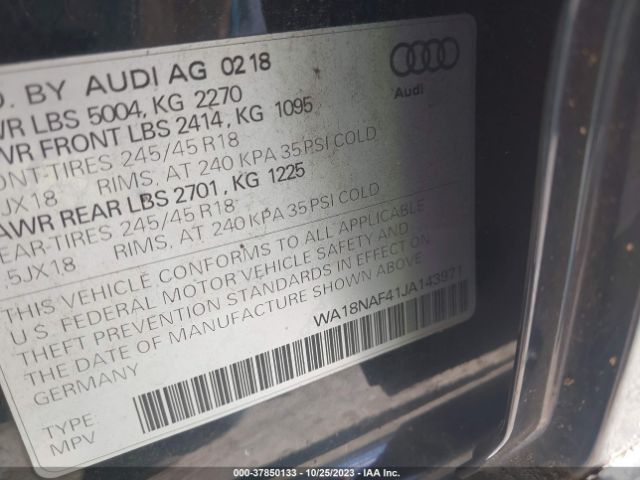 D. BY AUDI AG 02 18
WR LBS 5004, KG 2270
WR FRONT LBS 2414, KG 1095
ONT-TIRES 245/45 R18
JX18 RIMS, AT 240 KPA 35 PSI COLD
AWR REAR LBS 2701, KG 1225
EAR-TIRES 245/45 R18
.5JX18 RIMS, AT 240 KPA 35 PSI COLD
THIS VEHICLE CONFORMS TO ALL APPLICABLE
U.S. FEDERAL MOTOR VEHICLE SAFETY AND
THEFT PREVENTION STANDARDS IN EFFECT ON
THE DATE OF MANUFACTURE SHOWN ABOVE
GERMANY
WA18NAF41JA143971
TYPE:
MPV
Audi
000-37850133 - 10/25/2023 - IAA Inc.